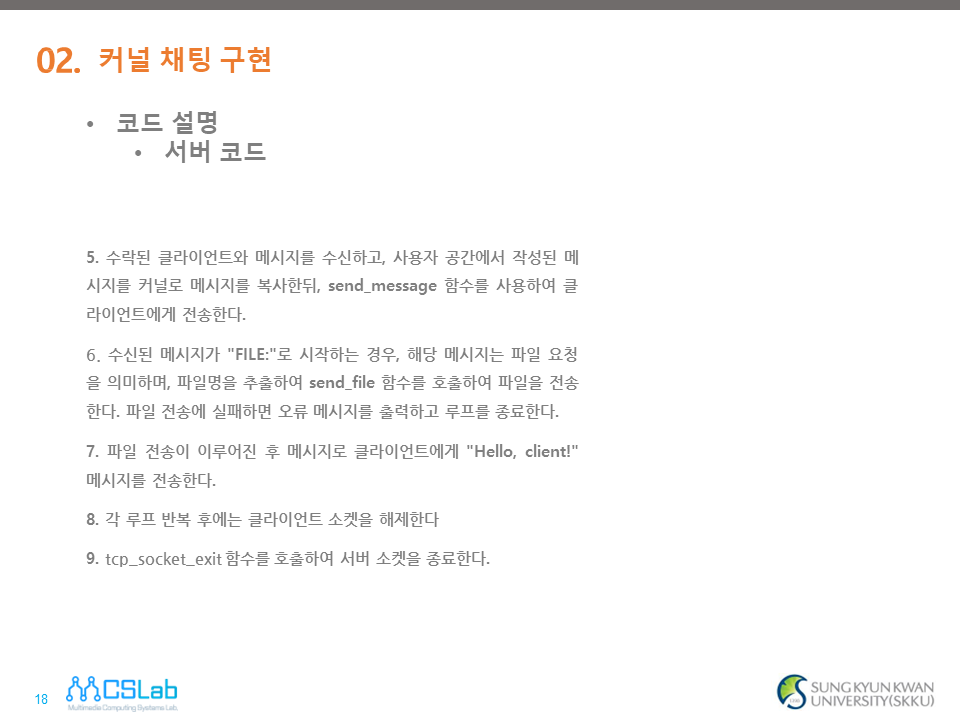 02. 커널 채팅 구현
• 코드 설명
• 서버 코드
5. 수락된 클라이언트와 메시지를 수신하고, 사용자 공간에서 작성된 메
시지를 커널로 메시지를 복사한뒤, send_message 함수를 사용하여 클
라이언트에게 전송한다.
6. 수신된 메시지가 "FILE:"로 시작하는 경우, 해당 메시지는 파일 요청
을 의미하며, 파일명을 추출하여 send_file 함수를 호출하여 파일을 전송
한다. 파일 전송에 실패하면 오류 메시지를 출력하고 루프를 종료한다.
7. 파일 전송이 이루어진 후 메시지로 클라이언트에게 "Hello, client!"
메시지를 전송한다.
8. 각 루프 반복 후에는 클라이언트 소켓을 해제한다
9. tcp_socket_exit 함수를 호출하여 서버 소켓을 종료한다.
18
MCSLab
Multimedia Computing Systems Lab.
SUNG KYUN KWAN
UNIVERSITY(SKKU)